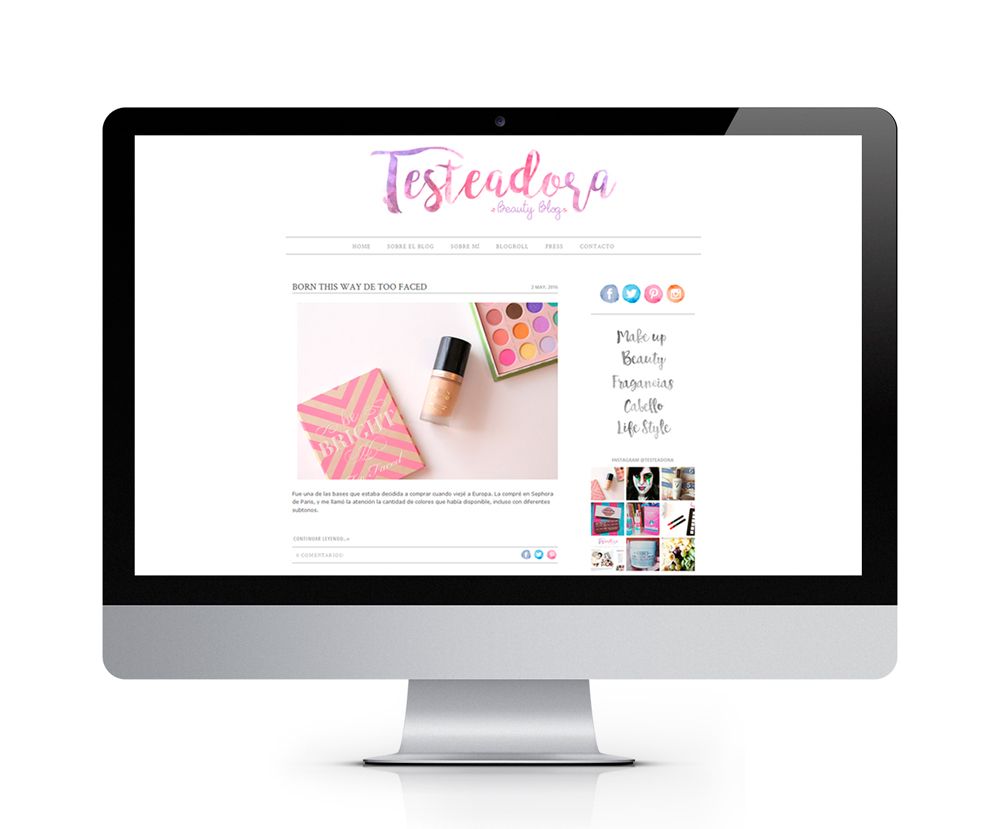 Testeadora
Beauty Blog
HOME SOBRE EL BLOG SOBRE MÍ BLOGROLL PRESS CONTACTO
BORN THIS WAY DE TOO FACED
2 MAY, 2016
BRIGHT
Make up
Beauty
Fragancias
Cabello
Life Style
INSTAGRAM @TESTEADORA
Fue una de las bases que estaba decidida a comprar cuando viejé a Europa. La compré en Sephora
de Paris, y me llamó la atención la cantidad de colores que había disponible, incluso con diferentes
subtonos.
CONTINUAR LEYENDO..»
0 COMENTARIOS: